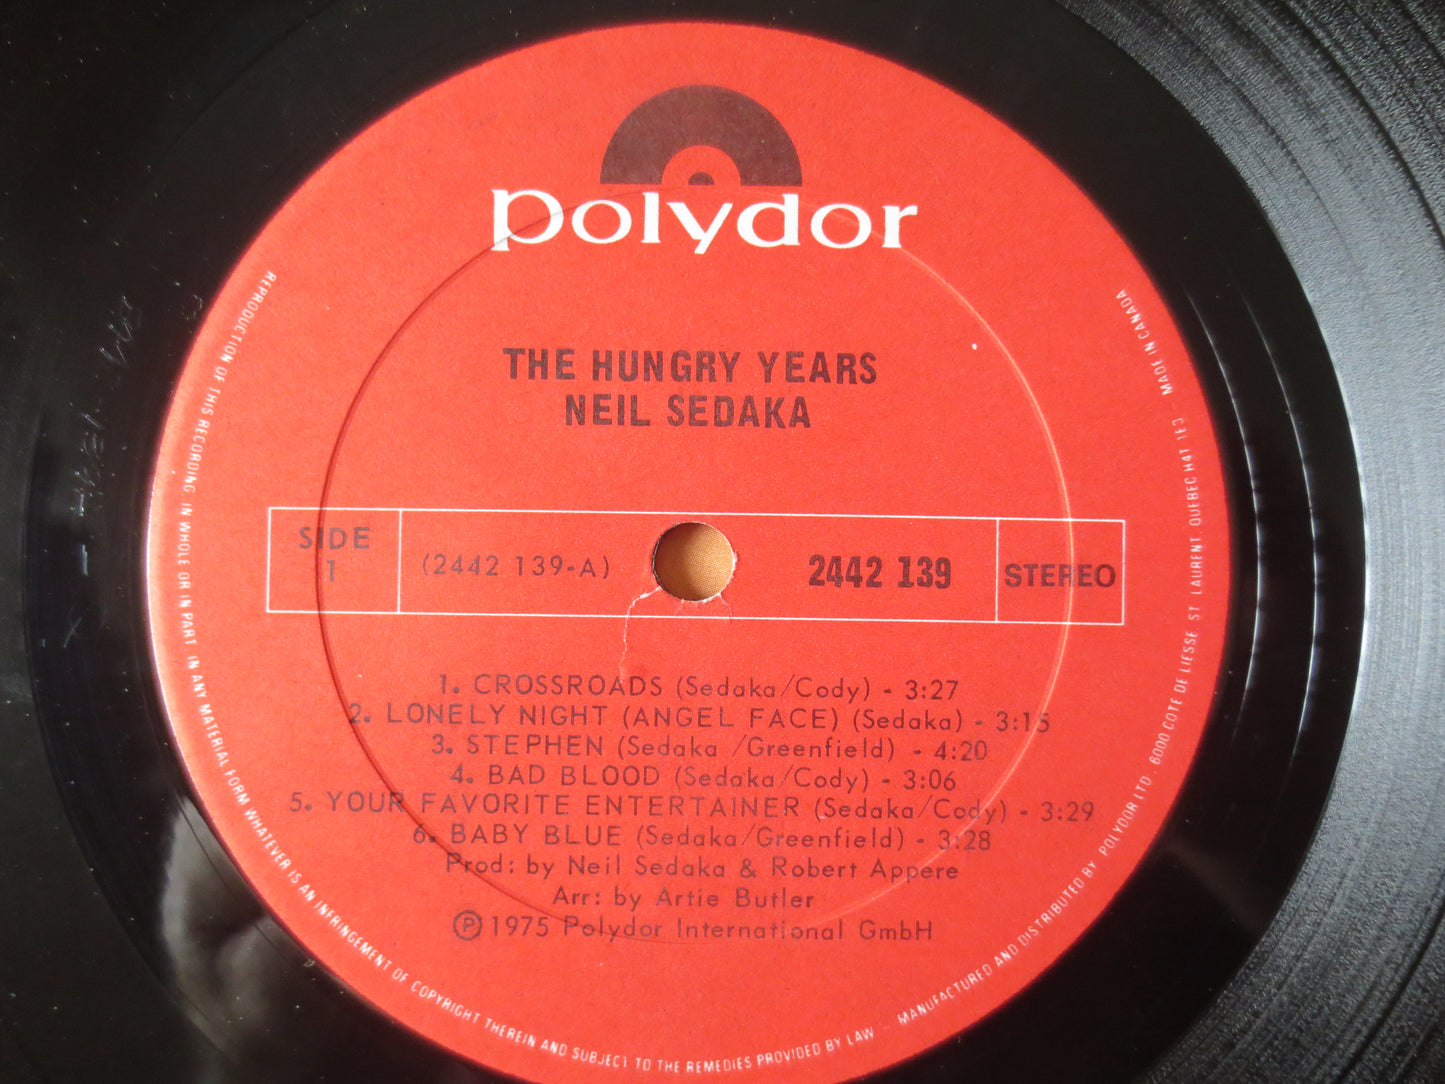 polydor
THE HUNGRY YEARS
NEIL SEDAKA
SIDE
1
(2442 139-A)
2442 139
STEREO
1. CROSSROADS (Sedaka/Cody) - 3:27
2. LONELY NIGHT (ANGEL FACE) (Sedaka) - 3:15
3. STEPHEN (Sedaka /Greenfield) - 4:20
4. BAD BLOOD (Sedaka/Cody) - 3:06
5. YOUR FAVORITE ENTERTAINER (Sedaka/Cody) - 3:29
6. BABY BLUE (Sedaka/Greenfield) - 3:28
Prod: by Neil Sedaka & Robert Appere
Arr: by Artie Butler
Ⓟ 1975 Polydor International GmbH
REPRODUCTION OF THIS RECORDING IN WHOLE OR IN PART, IN ANY MATERIAL FORM WHATEVER IS AN INFRINGEMENT OF COPYRIGHT THEREIN AND SUBJECT TO THE REMEDIES PROVIDED BY LAW – MANUFACTURED AND DISTRIBUTED BY POLYDOR LTD. 6000 COTE DE LIESSE, ST. LAURENT, QUEBEC H41 1E3 – MADE IN CANADA